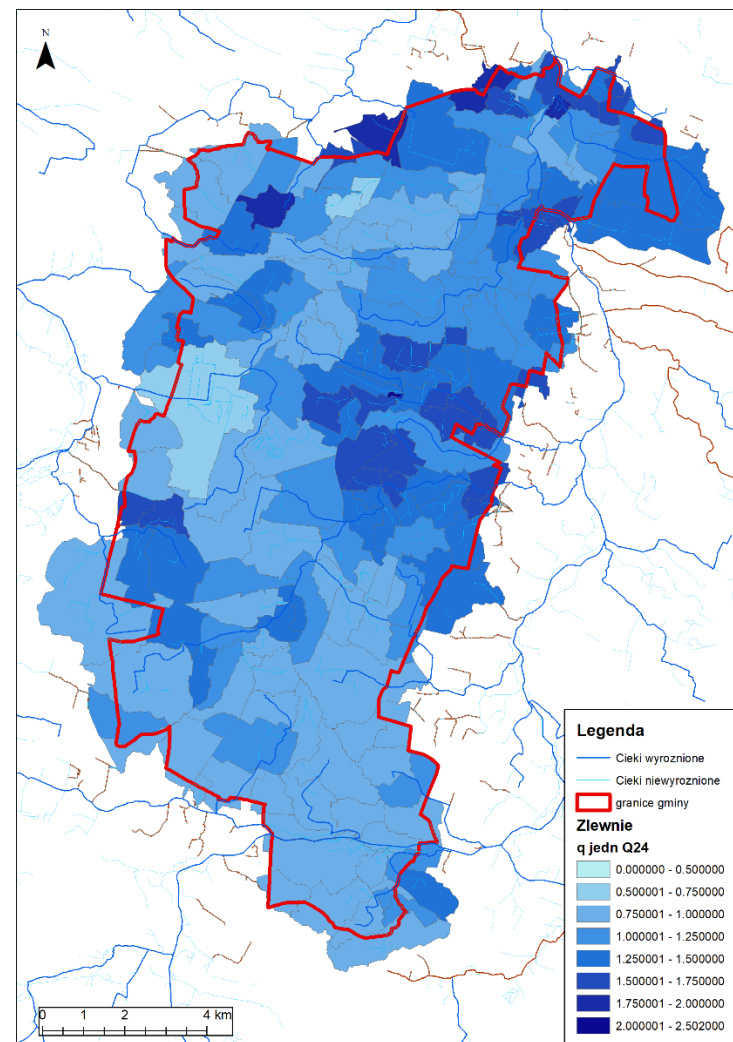 N
Legenda
Cieki wyroznione
Cieki niewyroznione
granice gminy
Zlewnie
q jedn Q24
0.000000 - 0.500000
0.500001 - 0.750000
0.750001 - 1.000000
1.000001 - 1.250000
1.250001 - 1.500000
1.500001 - 1.750000
1.750001 - 2.000000
2.000001 - 2.502000
0 1 2 4 km